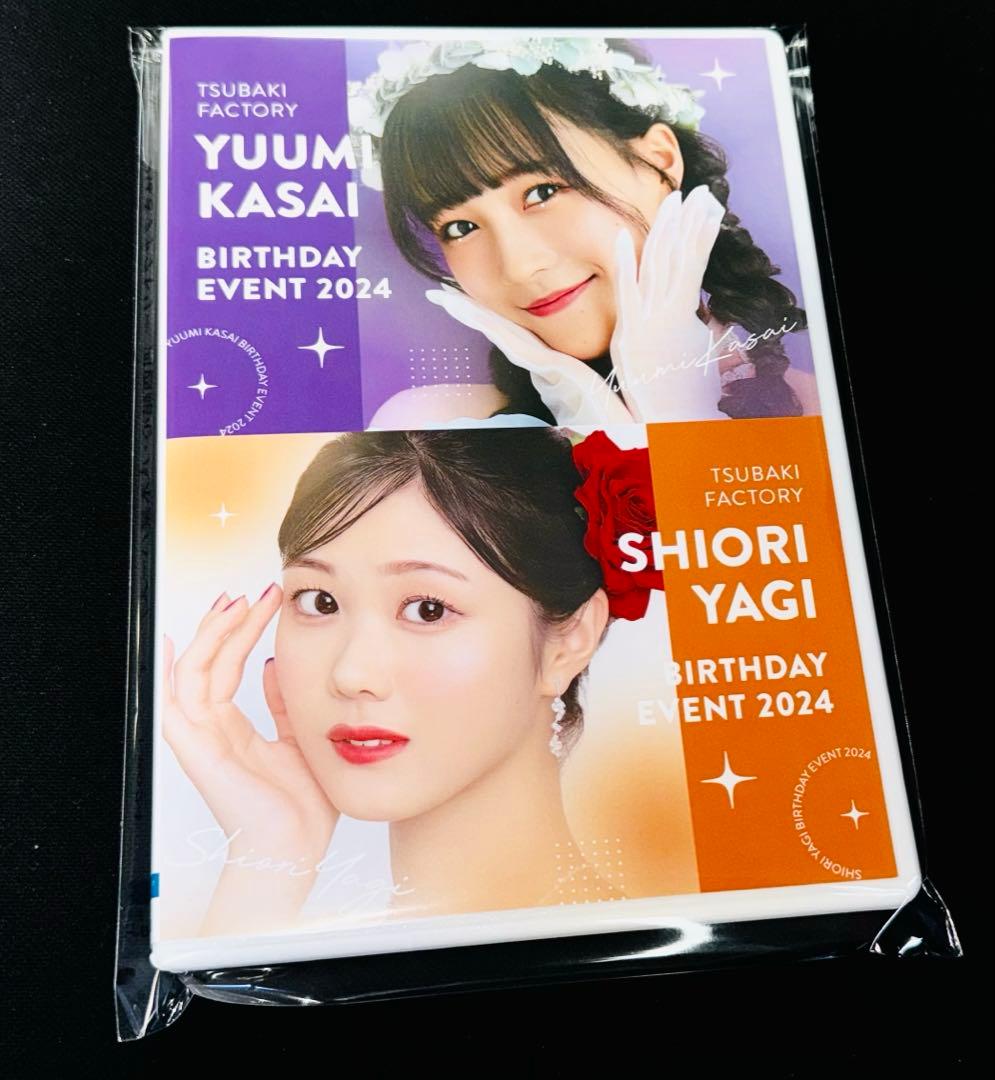 TSUBAKI
FACTORY
YUUMI
KASAI
BIRTHDAY
EVENT 2024
YUUMI KASAI BIRTHDAY EVENT 2024
Yuumi Kasai
TSUBAKI
FACTORY
SHIORI
YAGI
BIRTHDAY
EVENT 2024
SHIORI YAGI BIRTHDAY EVENT 2024
Shiori Yagi